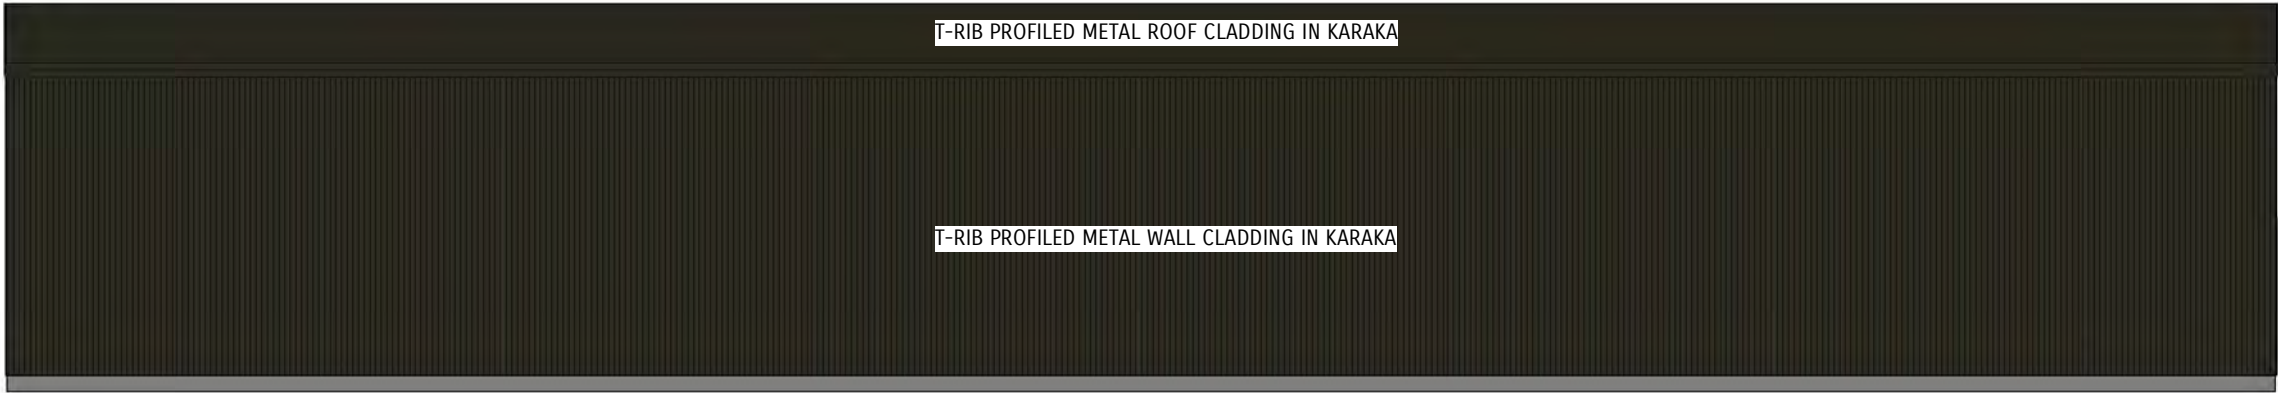 T-RIB PROFILED METAL ROOF CLADDING IN KARAKA
T-RIB PROFILED METAL WALL CLADDING IN KARAKA